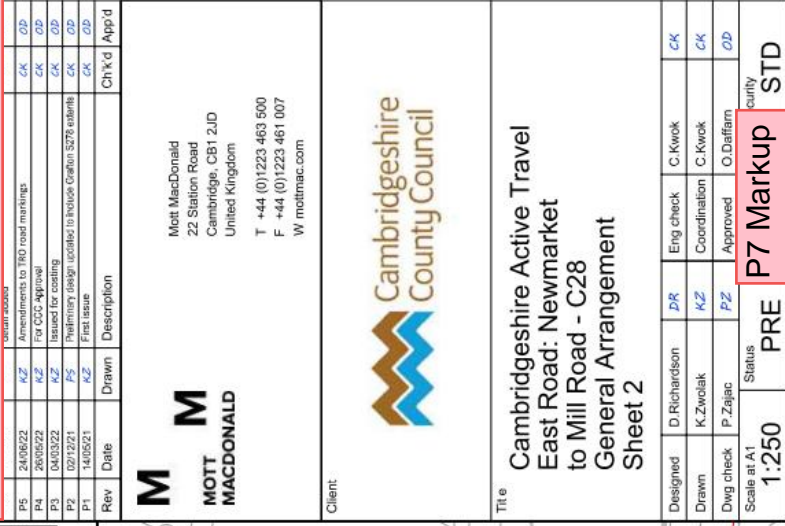 detail added
P5 24/06/22 KZ Amendments to TRO road markings CK OD
P4 26/05/22 KZ For CCC Approval CK OD
P3 04/03/22 KZ Issued for costing CK OD
P2 02/12/21 PS Preliminary design updated to include Grafton S278 extents CK OD
P1 14/05/21 KZ First issue CK OD
Rev Date Drawn Description Ch'k'd App'd
M
M
MOTT
MACDONALD
Mott MacDonald
22 Station Road
Cambridge, CB1 2JD
United Kingdom
T +44 (0)1223 463 500
F +44 (0)1223 461 007
W mottmac.com
Client
Cambridgeshire
County Council
Title
Cambridgeshire Active Travel
East Road: Newmarket
to Mill Road - C28
General Arrangement
Sheet 2
Designed D.Richardson DR Eng check C.Kwok CK
Drawn K.Zwolak KZ Coordination C.Kwok CK
Dwg check P.Zajac PZ Approved O.Daffarn OD
Scale at A1 Status curity
1:250 PRE P7 Markup STD